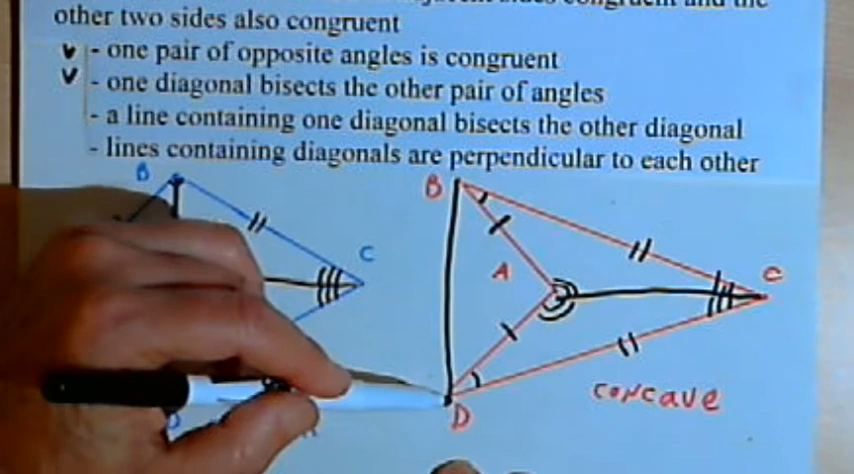 other two sides also congruent
v - one pair of opposite angles is congruent
v - one diagonal bisects the other pair of angles
- a line containing one diagonal bisects the other diagonal
- lines containing diagonals are perpendicular to each other
B
C
B
A
C
D
concave
D